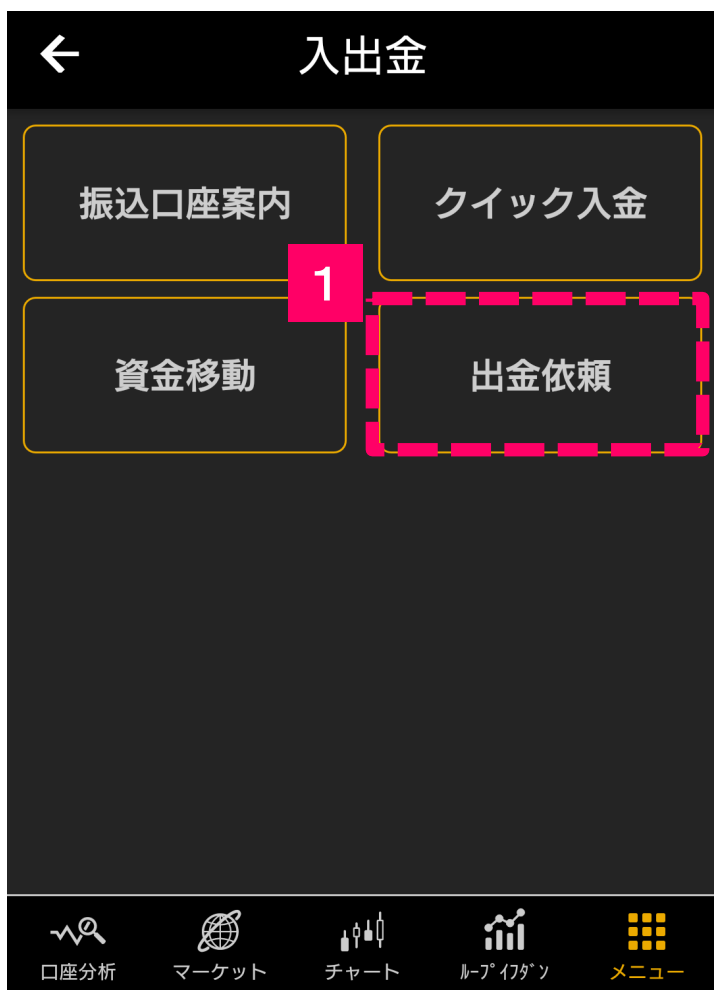 入出金
振込口座案内
クイック入金
1
資金移動
出金依頼
口座分析
マーケット
チャート
ﾙｰﾌﾟｲﾌﾀﾞﾝ
メニュー